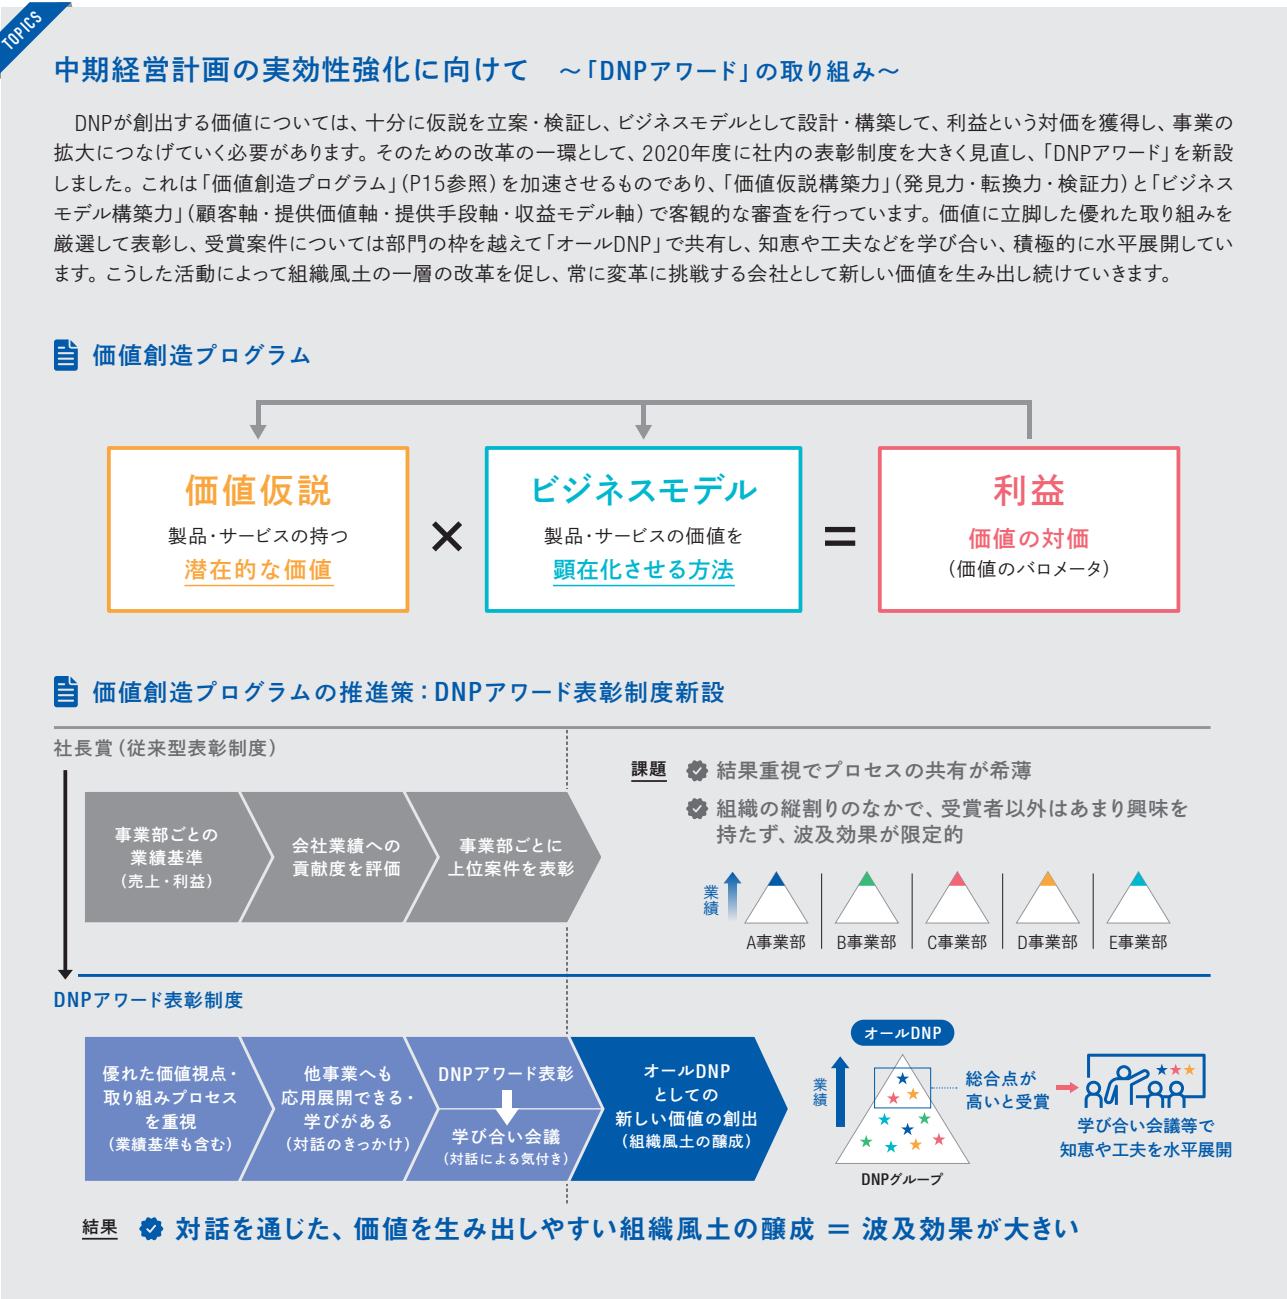 TOPICS
中期経営計画の実効性強化に向けて ～「DNPアワード」の取り組み～
DNPが創出する価値については、十分に仮説を立案・検証し、ビジネスモデルとして設計・構築して、利益という対価を獲得し、事業の
拡大につなげていく必要があります。そのための改革の一環として、2020年度に社内の表彰制度を大きく見直し、「DNPアワード」を新設
しました。これは「価値創造プログラム」（P15参照）を加速させるものであり、「価値仮説構築力」（発見力・転換力・検証力）と「ビジネス
モデル構築力」（顧客軸・提供価値軸・提供手段軸・収益モデル軸）で客観的な審査を行っています。価値に立脚した優れた取り組みを
厳選して表彰し、受賞案件については部門の枠を越えて「オールDNP」で共有し、知恵や工夫などを学び合い、積極的に水平展開してい
ます。こうした活動によって組織風土の一層の改革を促し、常に変革に挑戦する会社として新しい価値を生み出し続けていきます。
価値創造プログラム
価値仮説
製品・サービスの持つ
潜在的な価値
×
ビジネスモデル
製品・サービスの価値を
顕在化させる方法
=
利益
価値の対価
（価値のバロメータ）
価値創造プログラムの推進策：DNPアワード表彰制度新設
社長賞（従来型表彰制度）
事業部ごとの
業績基準
（売上・利益）
会社業績への
貢献度を評価
事業部ごとに
上位案件を表彰
課題
結果重視でプロセスの共有が希薄
組織の縦割りのなかで、受賞者以外はあまり興味を
持たず、波及効果が限定的
業績
A事業部
B事業部
C事業部
D事業部
E事業部
DNPアワード表彰制度
優れた価値視点・
取り組みプロセス
を重視
（業績基準も含む）
他事業へも
応用展開できる・
学びがある
（対話のきっかけ）
DNPアワード表彰
学び合い会議
（対話による気付き）
オールDNP
としての
新しい価値の創出
（組織風土の醸成）
オールDNP
業績
DNPグループ
総合点が
高いと受賞
学び合い会議等で
知恵や工夫を水平展開
結果
対話を通じた、価値を生み出しやすい組織風土の醸成 ＝ 波及効果が大きい